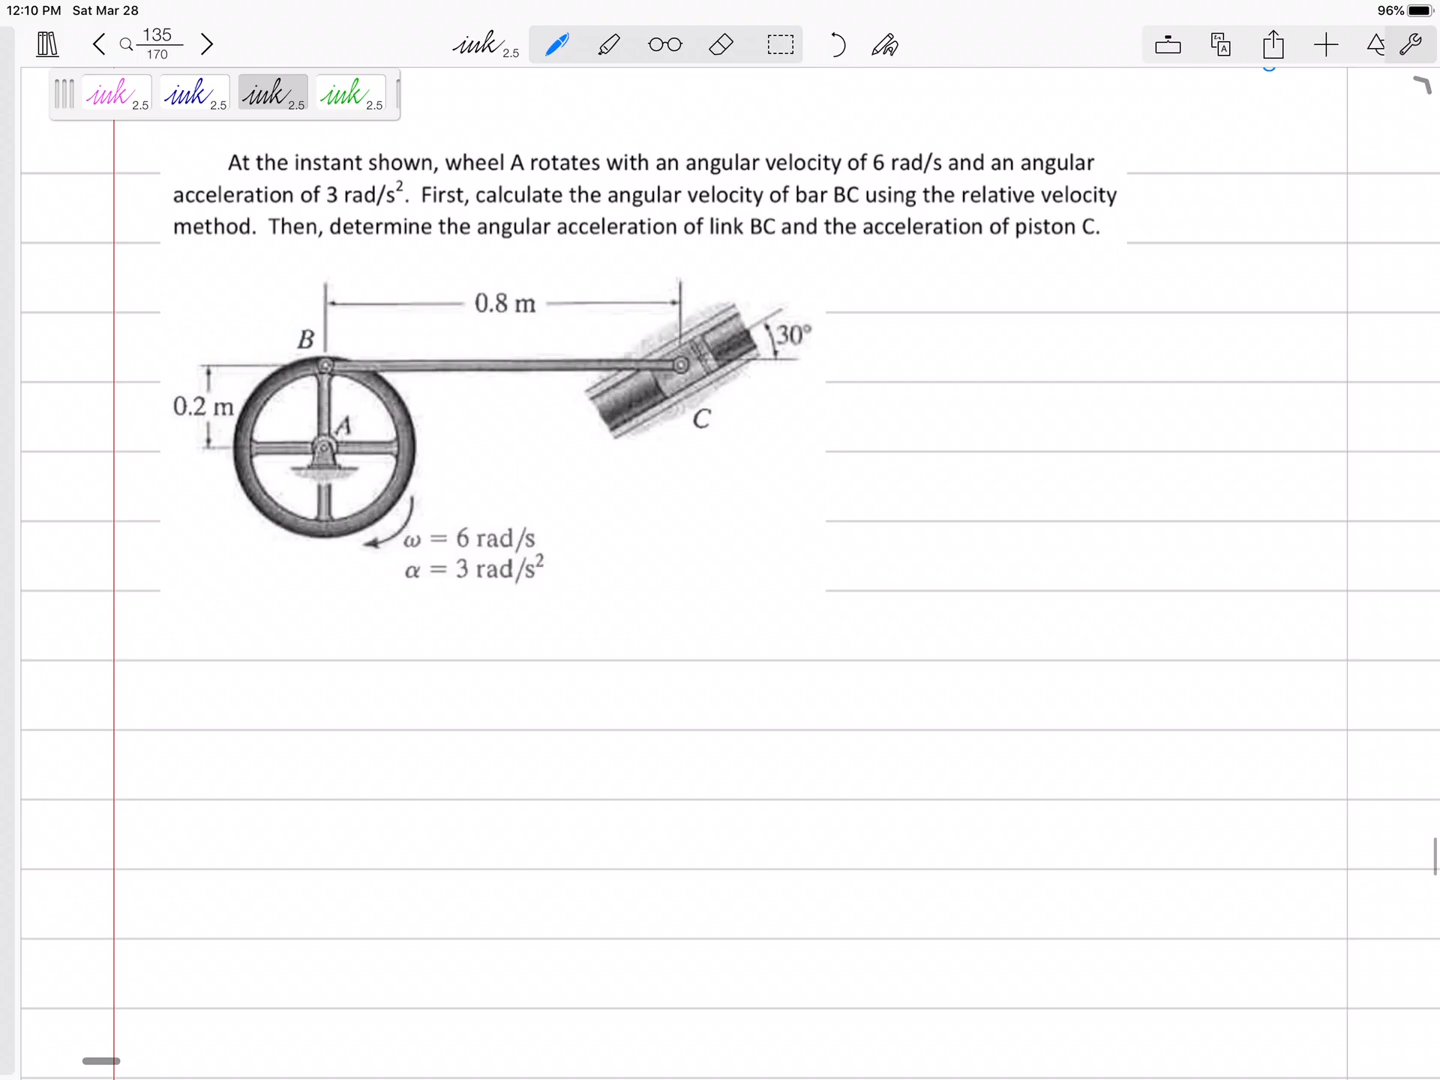 12:10 PM Sat Mar 28
96%
135
170
ink 2.5
ink 2.5
ink 2.5
ink 2.5
ink 2.5
At the instant shown, wheel A rotates with an angular velocity of 6 rad/s and an angular
acceleration of 3 rad/s². First, calculate the angular velocity of bar BC using the relative velocity
method. Then, determine the angular acceleration of link BC and the acceleration of piston C.
0.8 m
B
30°
0.2 m
A
C
ω = 6 rad/s
α = 3 rad/s²